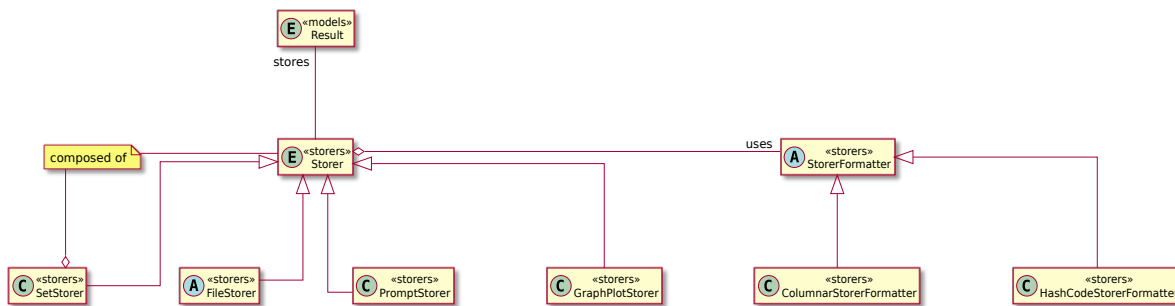 E «models»
Result
stores
composed of
E «storers»
Storer
uses
A «storers»
StorerFormatter
C «storers»
SetStorer
A «storers»
FileStorer
C «storers»
PromptStorer
C «storers»
GraphPlotStorer
C «storers»
ColumnarStorerFormatter
C «storers»
HashCodeStorerFormatter